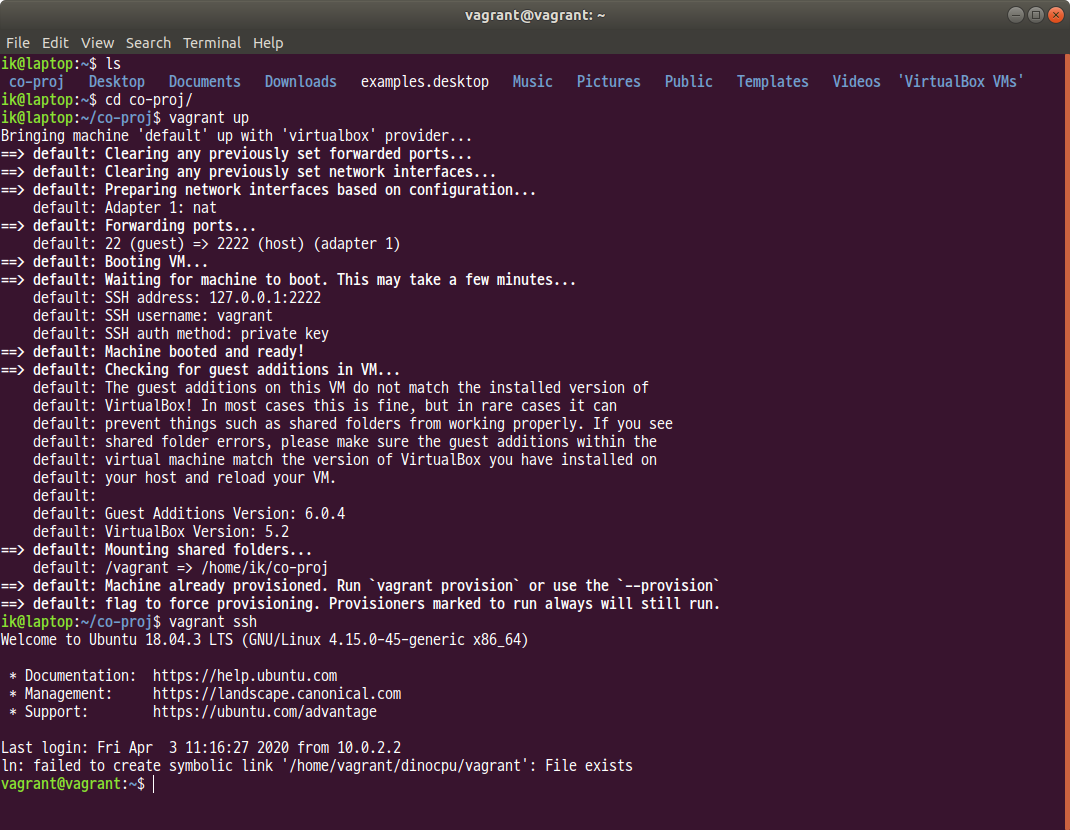 vagrant@vagrant: ~
File Edit View Search Terminal Help
ik@laptop:~$ ls
co-proj Desktop Documents Downloads examples.desktop Music Pictures Public Templates Videos 'VirtualBox VMs'
ik@laptop:~$ cd co-proj/
ik@laptop:~/co-proj$ vagrant up
Bringing machine 'default' up with 'virtualbox' provider...
==> default: Clearing any previously set forwarded ports...
==> default: Clearing any previously set network interfaces...
==> default: Preparing network interfaces based on configuration...
    default: Adapter 1: nat
==> default: Forwarding ports...
    default: 22 (guest) => 2222 (host) (adapter 1)
==> default: Booting VM...
==> default: Waiting for machine to boot. This may take a few minutes...
    default: SSH address: 127.0.0.1:2222
    default: SSH username: vagrant
    default: SSH auth method: private key
==> default: Machine booted and ready!
==> default: Checking for guest additions in VM...
    default: The guest additions on this VM do not match the installed version of
    default: VirtualBox! In most cases this is fine, but in rare cases it can
    default: prevent things such as shared folders from working properly. If you see
    default: shared folder errors, please make sure the guest additions within the
    default: virtual machine match the version of VirtualBox you have installed on
    default: your host and reload your VM.
    default:
    default: Guest Additions Version: 6.0.4
    default: VirtualBox Version: 5.2
==> default: Mounting shared folders...
    default: /vagrant => /home/ik/co-proj
==> default: Machine already provisioned. Run `vagrant provision` or use the `--provision`
==> default: flag to force provisioning. Provisioners marked to run always will still run.
ik@laptop:~/co-proj$ vagrant ssh
Welcome to Ubuntu 18.04.3 LTS (GNU/Linux 4.15.0-45-generic x86_64)
 * Documentation:  https://help.ubuntu.com
 * Management:     https://landscape.canonical.com
 * Support:        https://ubuntu.com/advantage
Last login: Fri Apr  3 11:16:27 2020 from 10.0.2.2
ln: failed to create symbolic link '/home/vagrant/dinocpu/vagrant': File exists
vagrant@vagrant:~$